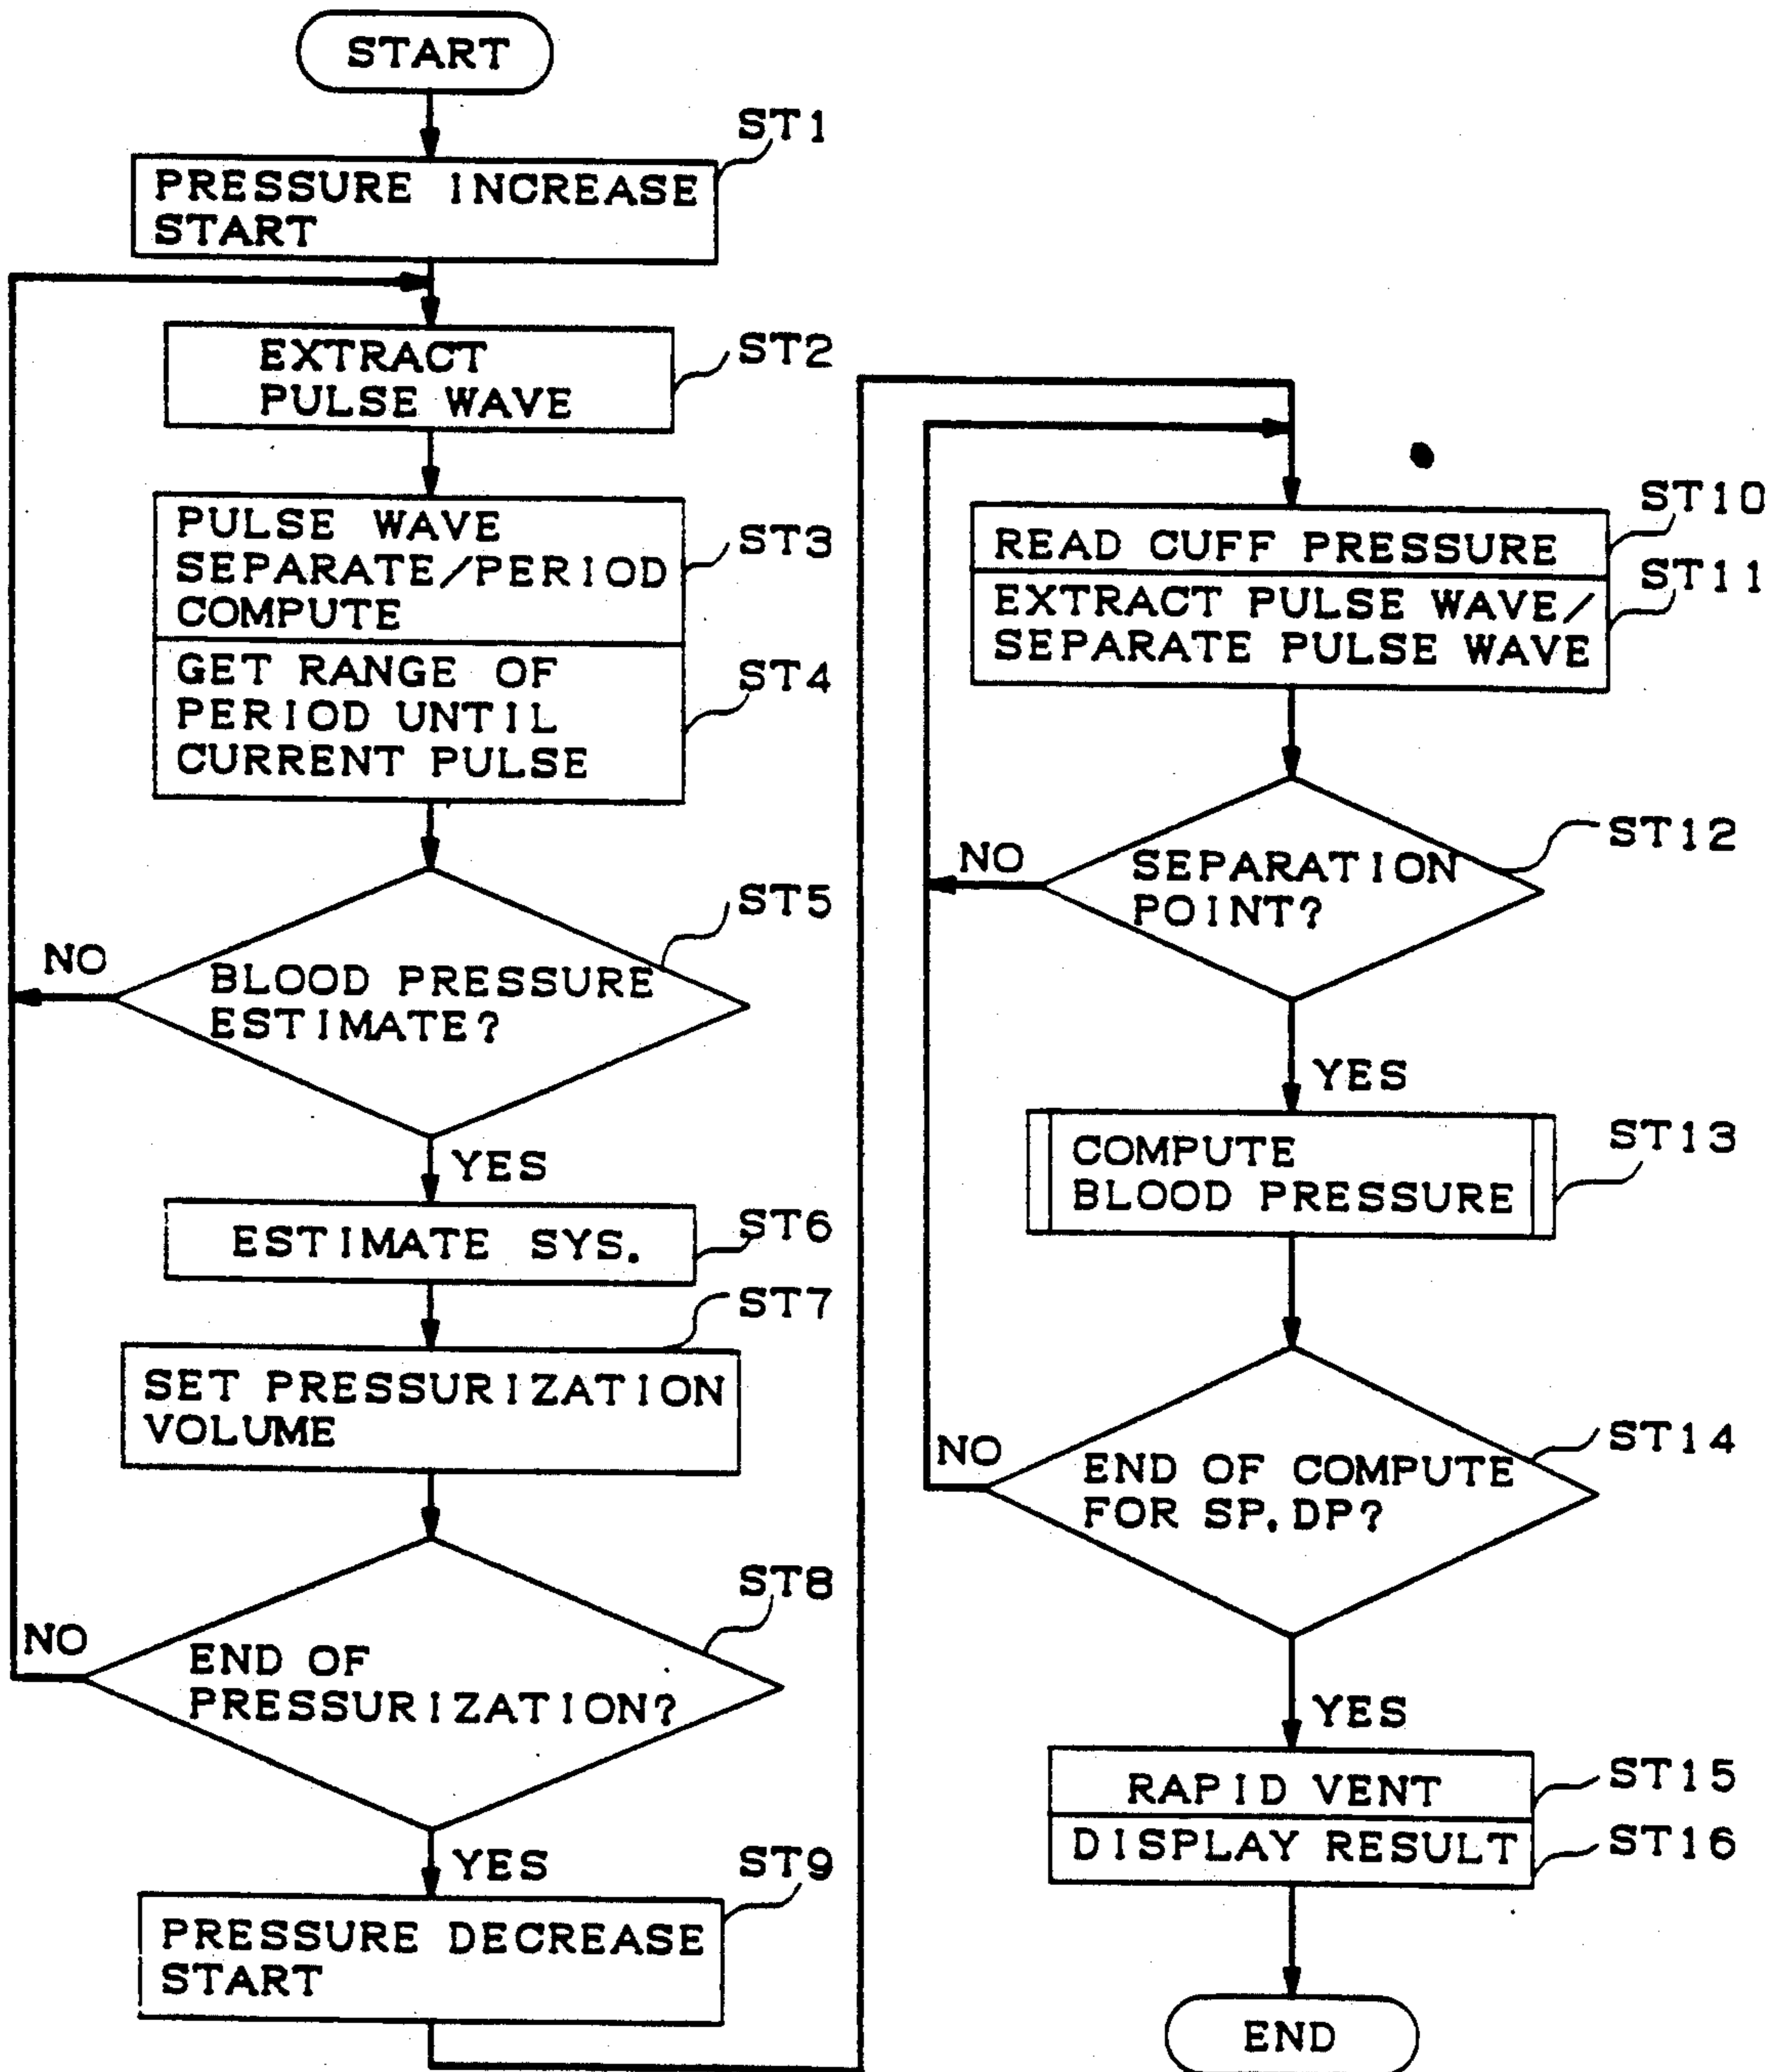 START
ST1
PRESSURE INCREASE
START
EXTRACT
PULSE WAVE
ST2
PULSE WAVE
SEPARATE/PERIOD
COMPUTE
ST3
GET RANGE OF
PERIOD UNTIL
CURRENT PULSE
ST4
ST5
NO
BLOOD PRESSURE
ESTIMATE?
YES
ESTIMATE SYS.
ST6
ST7
SET PRESSURIZATION
VOLUME
ST8
NO
END OF
PRESSURIZATION?
YES
ST9
PRESSURE DECREASE
START
ST10
READ CUFF PRESSURE
ST11
EXTRACT PULSE WAVE/
SEPARATE PULSE WAVE
ST12
NO
SEPARATION
POINT?
YES
ST13
COMPUTE
BLOOD PRESSURE
ST14
NO
END OF COMPUTE
FOR SP.DP?
YES
RAPID VENT
ST15
DISPLAY RESULT
ST16
END